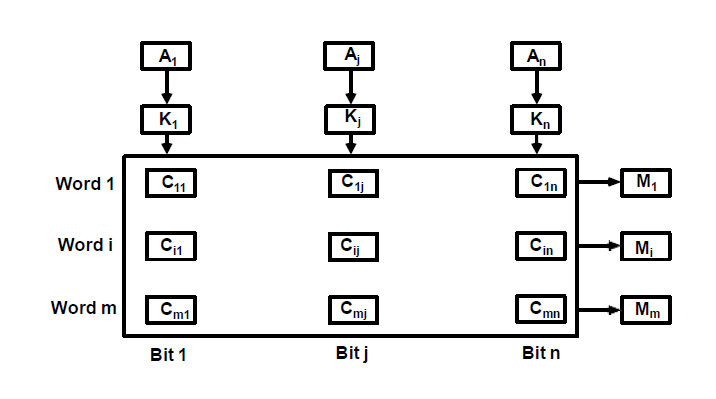 A1 Aj An
K1 Kj Kn
Word 1 C11 C1j C1n M1
Word i Ci1 Cij Cin Mi
Word m Cm1 Cmj Cmn Mm
Bit 1 Bit j Bit n